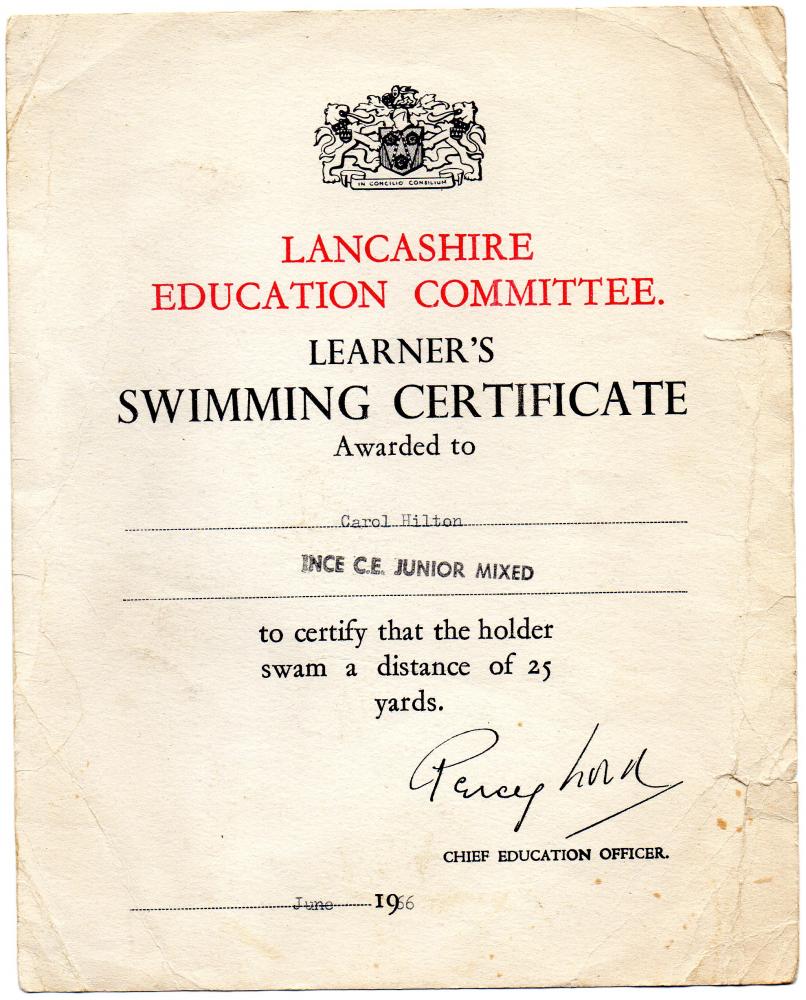 IN CONCILIO CONSILIUM
LANCASHIRE
EDUCATION COMMITTEE.
LEARNER'S
SWIMMING CERTIFICATE
Awarded to
Carol Hilton
INCE C.E. JUNIOR MIXED
to certify that the holder
swam a distance of 25
yards.
Percy Lord
CHIEF EDUCATION OFFICER.
June 1966